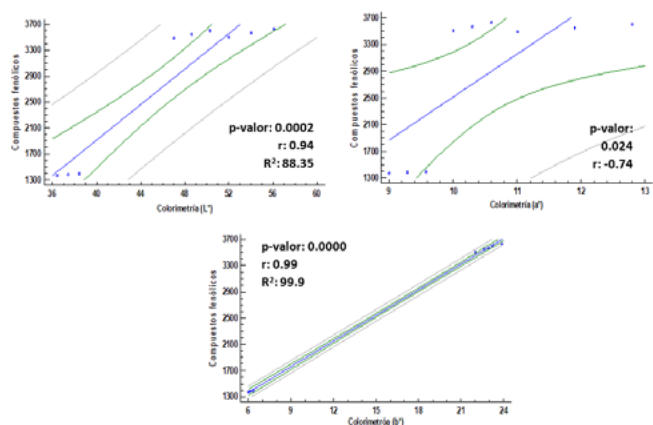 Compuestos fenólicos
3700
3300
2900
2500
2100
1700
1300
p-valor: 0.0002
r: 0.94
R²: 88.35
36 40 44 48 52 56 60
Colorimetría (L*)
Compuestos fenólicos
3700
3300
2900
2500
2100
1700
1300
p-valor:
0.024
r: -0.74
9 10 11 12 13
Colorimetría (a*)
Compuestos fenólicos
3700
3300
2900
2500
2100
1700
1300
p-valor: 0.0000
r: 0.99
R²: 99.9
6 9 12 15 18 21 24
Colorimetría (b*)